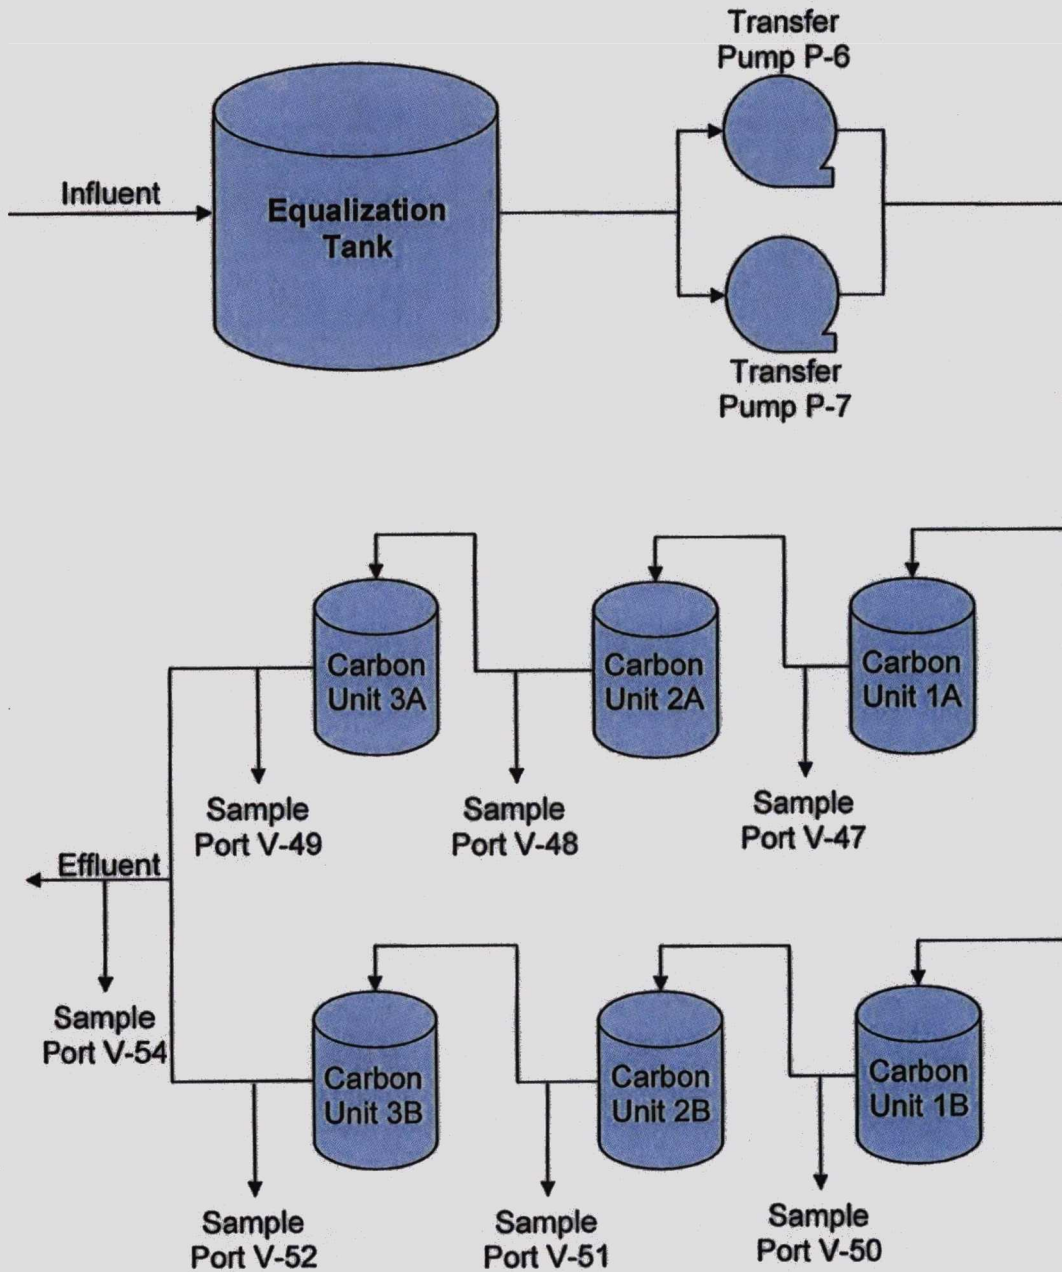 Transfer
Pump P-6
Influent
Equalization
Tank
Transfer
Pump P-7
Carbon
Unit 3A
Carbon
Unit 2A
Carbon
Unit 1A
Sample
Port V-49
Sample
Port V-48
Sample
Port V-47
Effluent
Sample
Port V-54
Carbon
Unit 3B
Carbon
Unit 2B
Carbon
Unit 1B
Sample
Port V-52
Sample
Port V-51
Sample
Port V-50